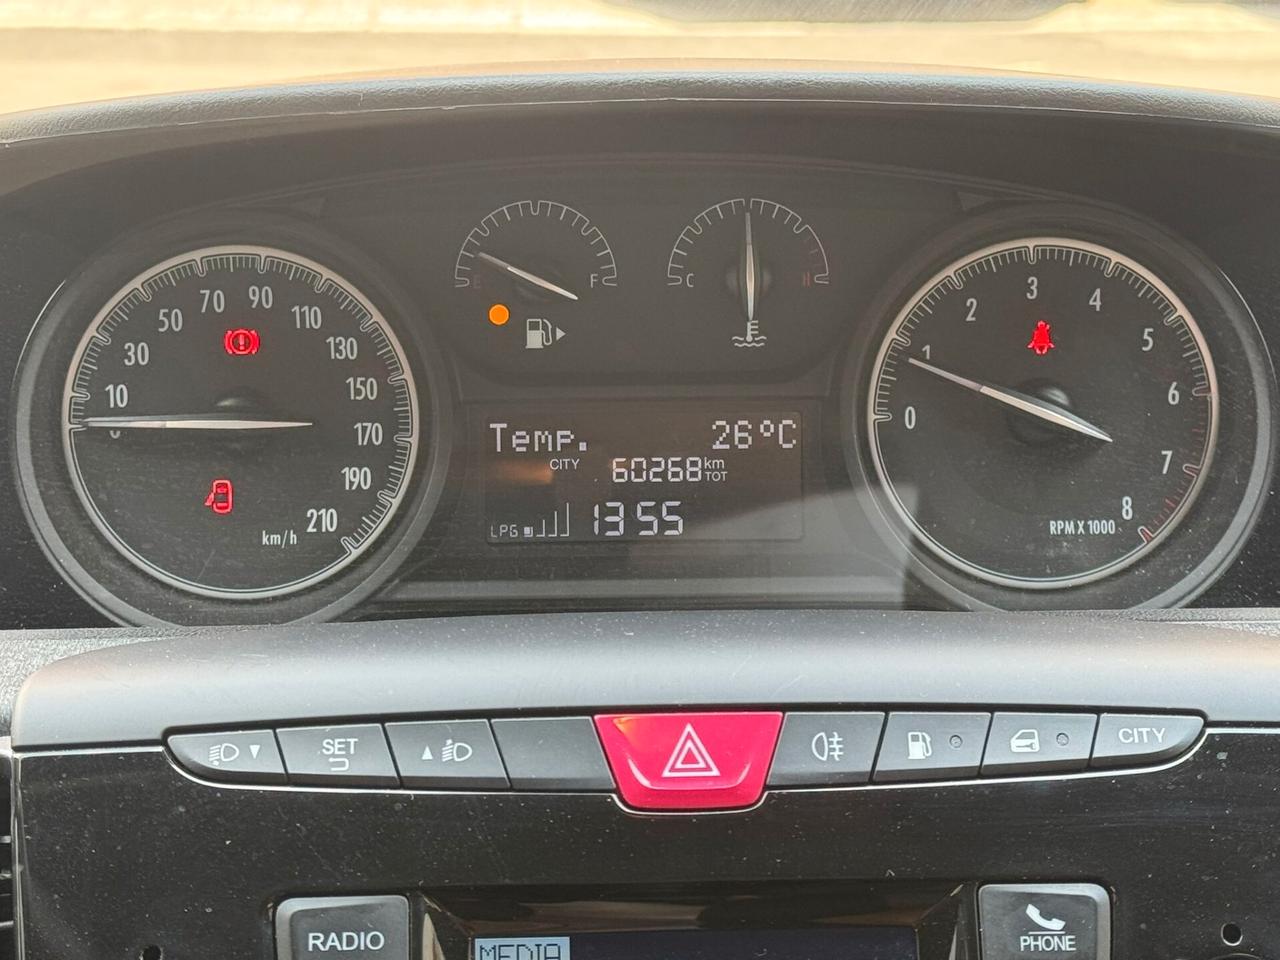 10
30
50
70
90
110
130
150
170
190
210
km/h
E
F
C
H
Temp. 26°C
CITY 60268 km TOT
LPG 13 55
0
1
2
3
4
5
6
7
8
RPM X 1000
SET
CITY
RADIO
MEDIA
PHONE